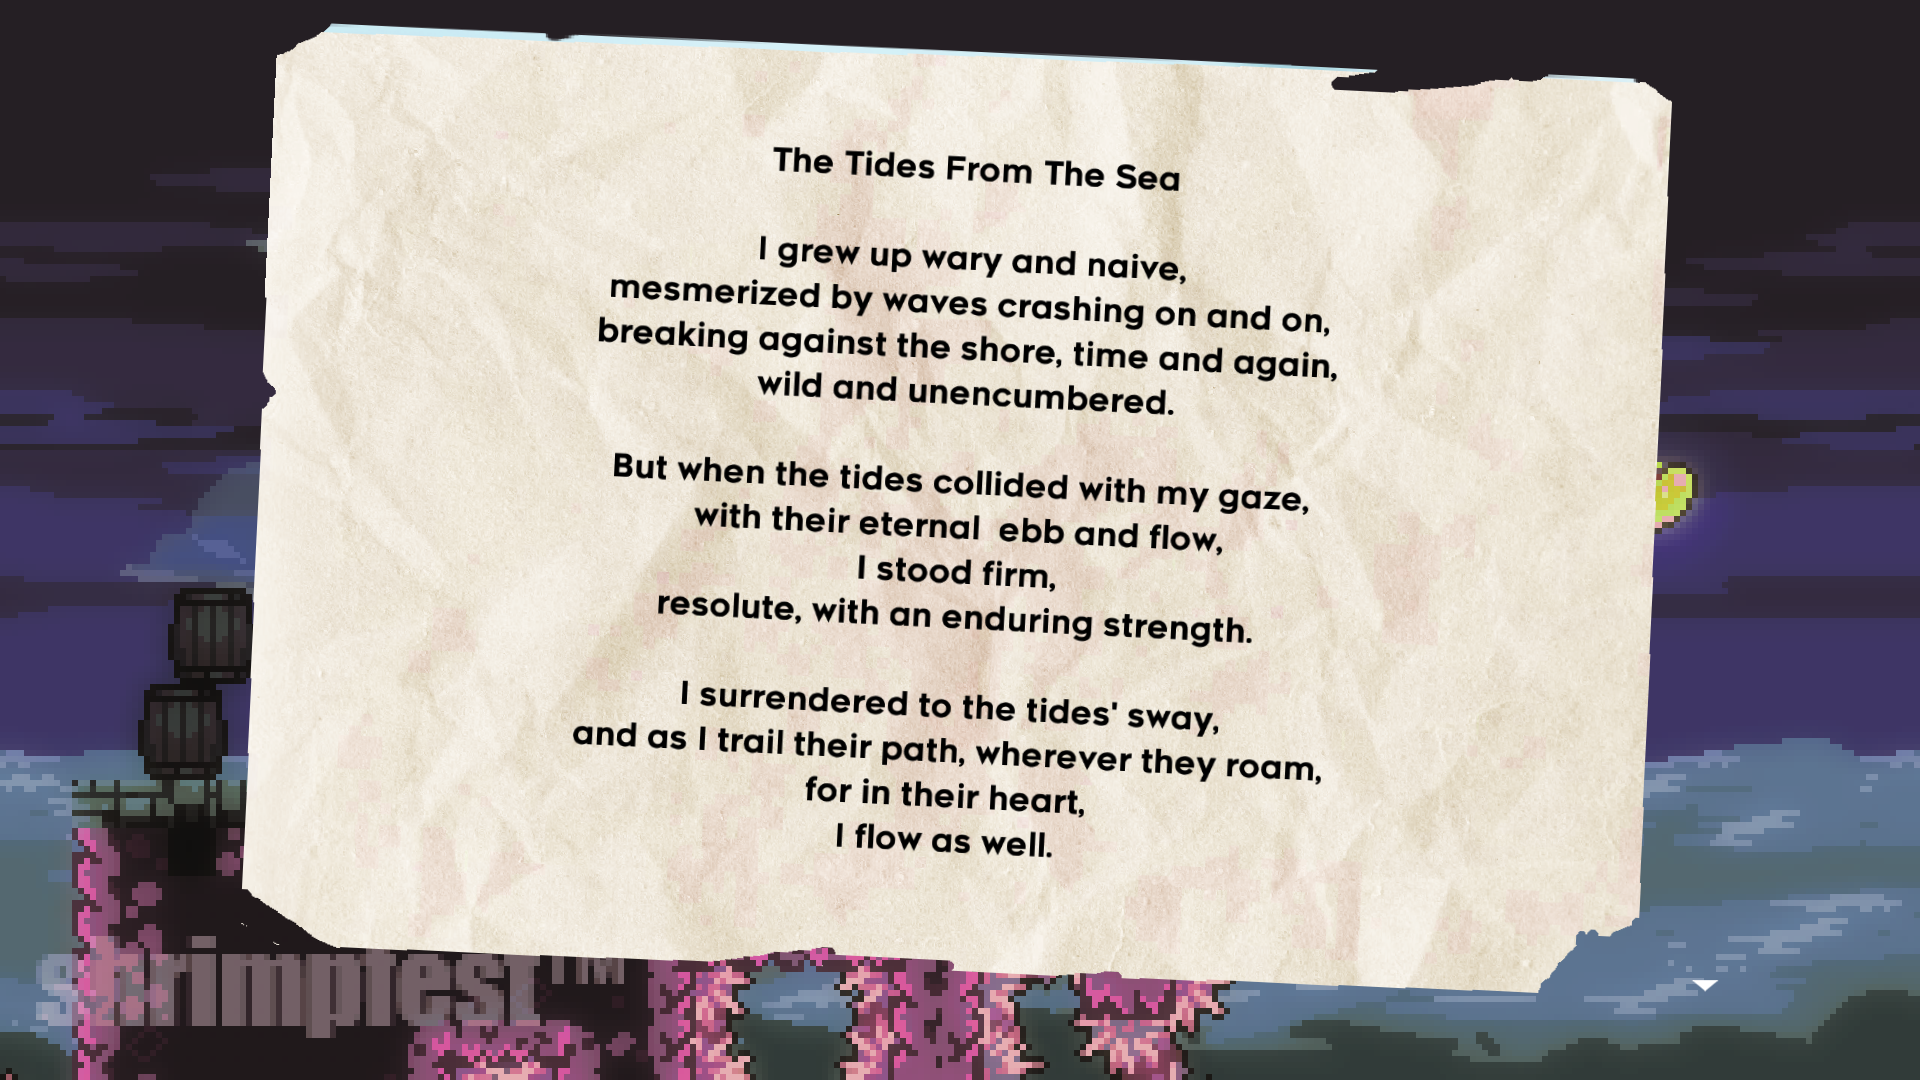 The Tides From The Sea
I grew up wary and naive,
mesmerized by waves crashing on and on,
breaking against the shore, time and again,
wild and unencumbered.
But when the tides collided with my gaze,
with their eternal  ebb and flow,
I stood firm,
resolute, with an enduring strength.
I surrendered to the tides' sway,
and as I trail their path, wherever they roam,
for in their heart,
I flow as well.
shrimpfest™